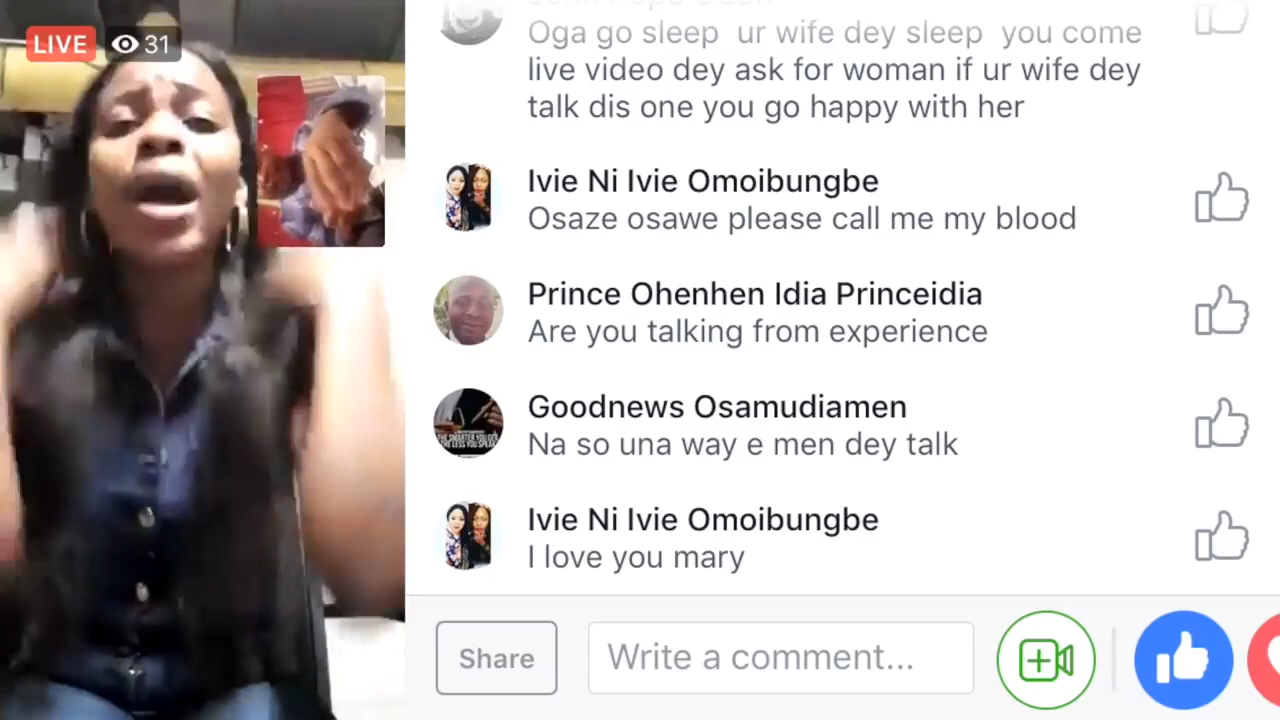 LIVE 31
Oga go sleep ur wife dey sleep you come
live video dey ask for woman if ur wife dey
talk dis one you go happy with her
Ivie Ni Ivie Omoibungbe
Osaze osawe please call me my blood
Prince Ohenhen Idia Princeidia
Are you talking from experience
Goodnews Osamudiamen
Na so una way e men dey talk
Ivie Ni Ivie Omoibungbe
I love you mary
Share
Write a comment...